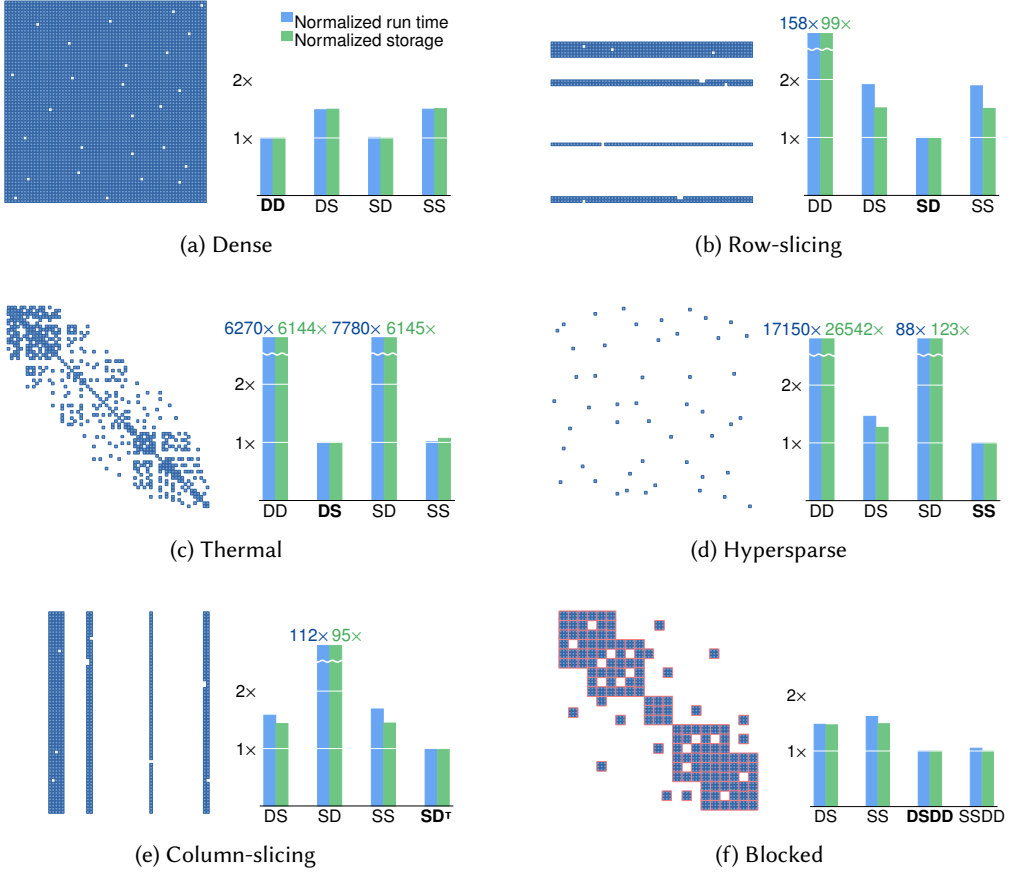 Normalized run time
Normalized storage
2×
1×
DD DS SD SS
(a) Dense
158× 99×
2×
1×
DD DS SD SS
(b) Row-slicing
6270× 6144× 7780× 6145×
2×
1×
DD DS SD SS
(c) Thermal
17150× 26542× 88× 123×
2×
1×
DD DS SD SS
(d) Hypersparse
112× 95×
2×
1×
DS SD SS SDᵀ
(e) Column-slicing
2×
1×
DS SS DSDD SSDD
(f) Blocked